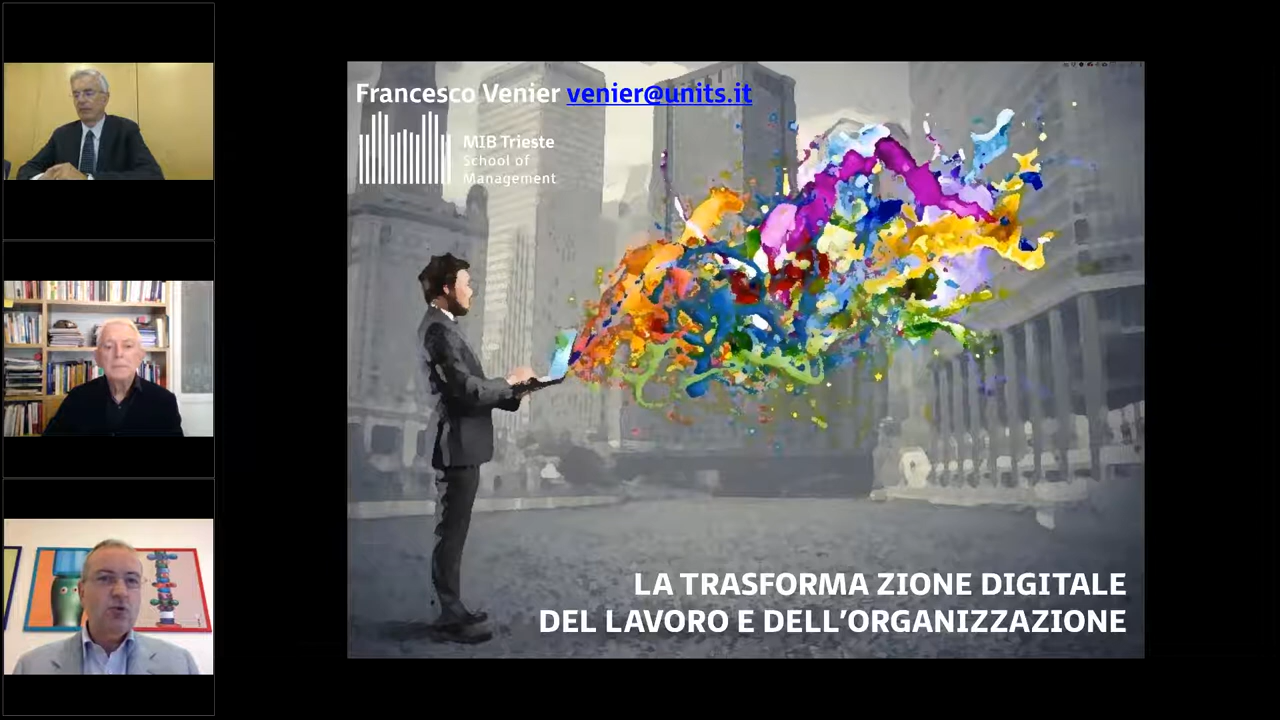 Francesco Venier venier@units.it
MIB Trieste
School of
Management
LA TRASFORMA ZIONE DIGITALE
DEL LAVORO E DELL'ORGANIZZAZIONE